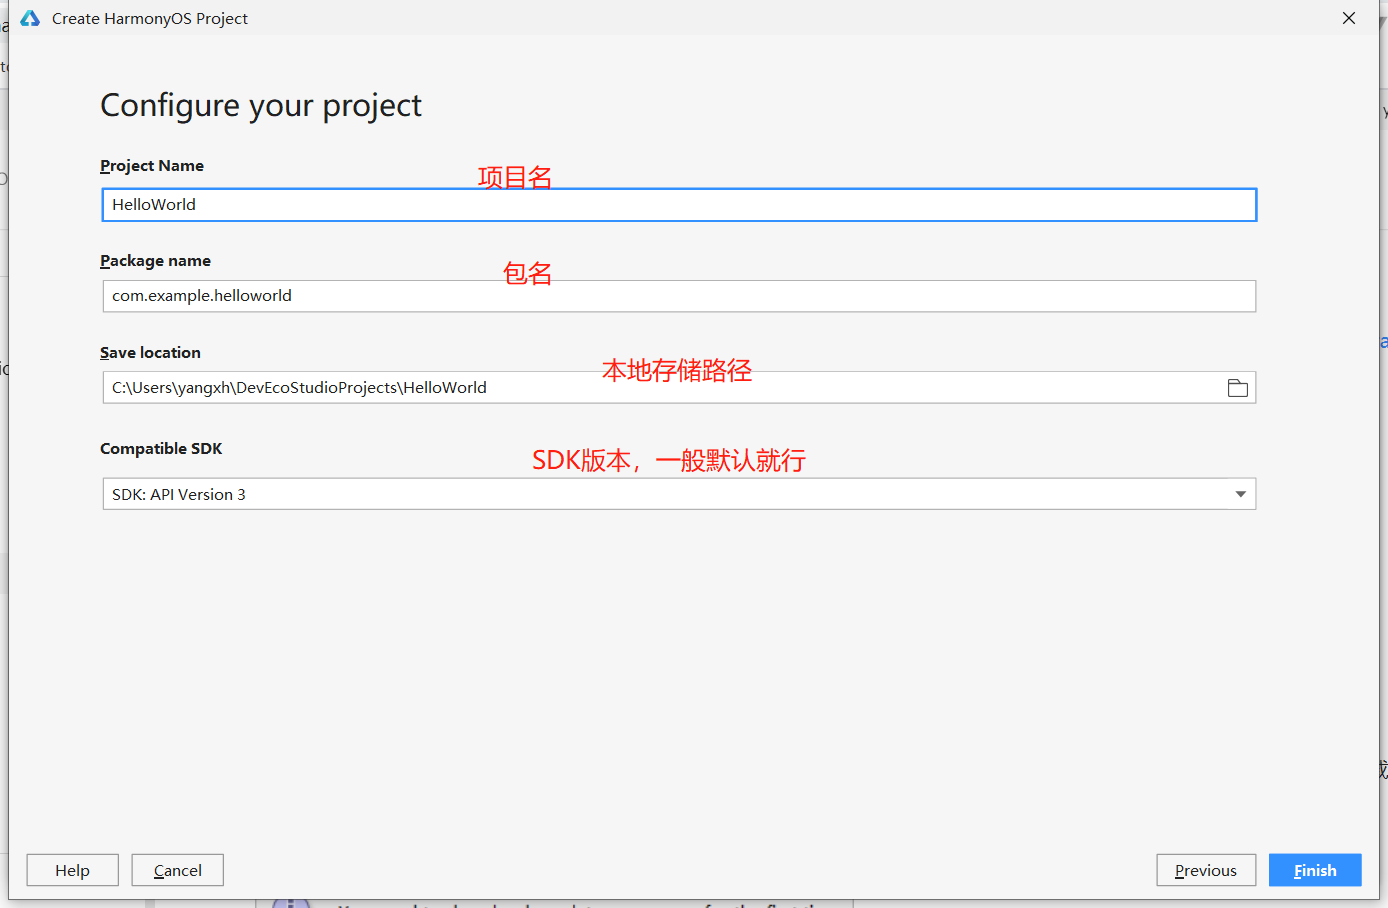 Create HarmonyOS Project
Configure your project
Project Name
项目名
HelloWorld
Package name
包名
com.example.helloworld
Save location
本地存储路径
C:\Users\yangxh\DevEcoStudioProjects\HelloWorld
Compatible SDK
SDK版本，一般默认就行
SDK: API Version 3
Help
Cancel
Previous
Finish